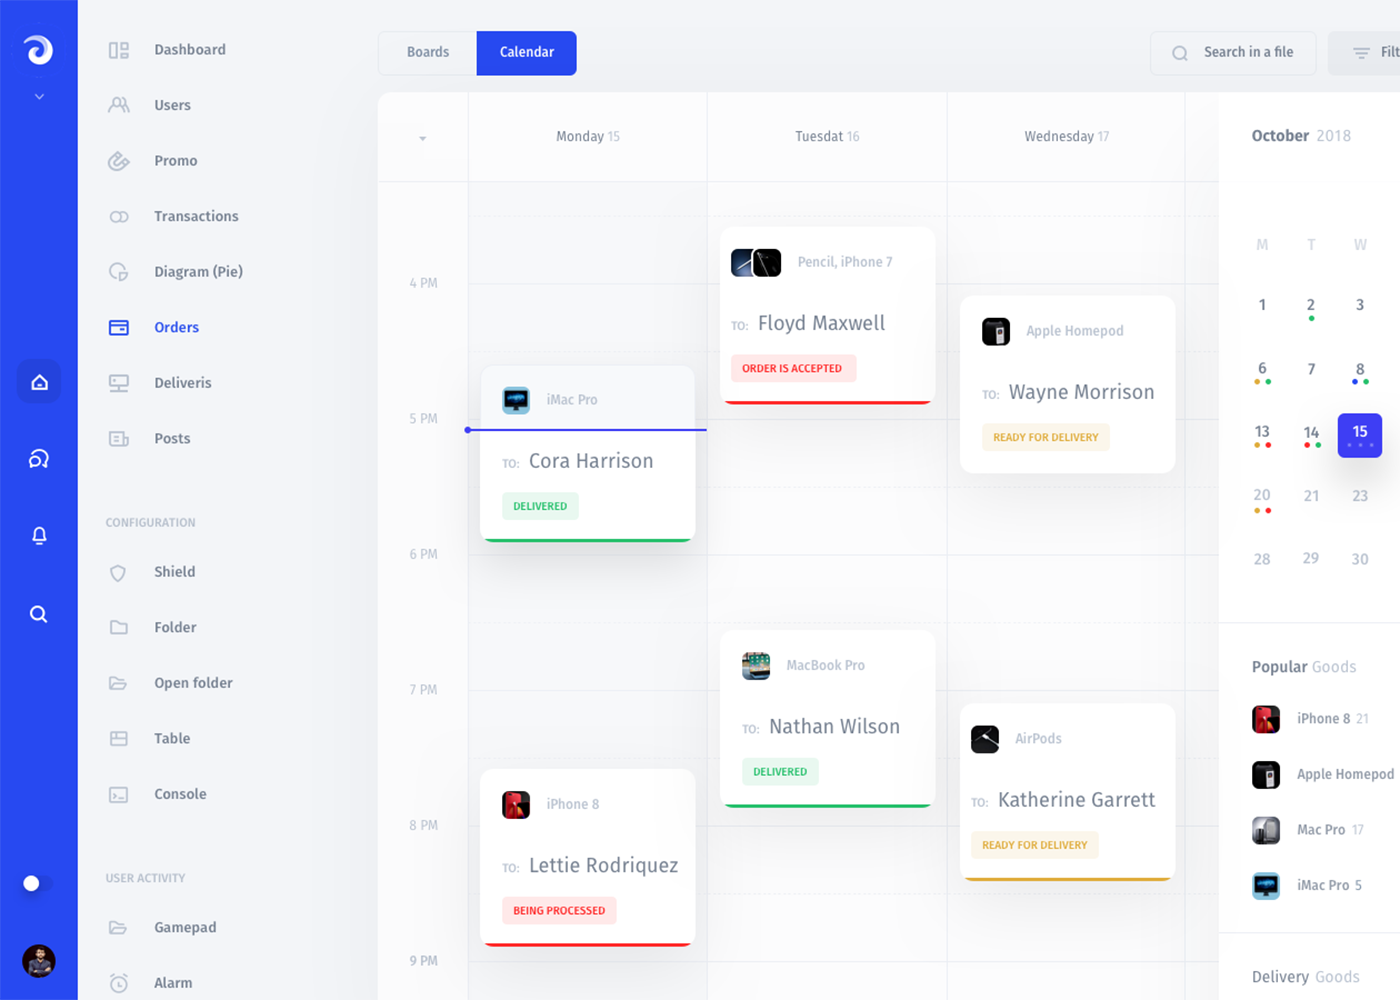 Dashboard
Users
Promo
Transactions
Diagram (Pie)
Orders
Deliveris
Posts
CONFIGURATION
Shield
Folder
Open folder
Table
Console
USER ACTIVITY
Gamepad
Alarm
Boards
Calendar
Search in a file
Filt
Monday 15
Tuesdat 16
Wednesday 17
4 PM
5 PM
6 PM
7 PM
8 PM
9 PM
iMac Pro
TO: Cora Harrison
DELIVERED
iPhone 8
TO: Lettie Rodriquez
BEING PROCESSED
Pencil, iPhone 7
TO: Floyd Maxwell
ORDER IS ACCEPTED
MacBook Pro
TO: Nathan Wilson
DELIVERED
Apple Homepod
TO: Wayne Morrison
READY FOR DELIVERY
AirPods
TO: Katherine Garrett
READY FOR DELIVERY
October 2018
M T W
1 2 3
6 7 8
13 14 15
20 21 23
28 29 30
Popular Goods
iPhone 8 21
Apple Homepod
Mac Pro 17
iMac Pro 5
Delivery Goods